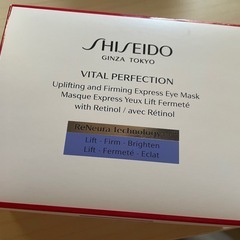 SHISEIDO
GINZA TOKYO
VITAL PERFECTION
Uplifting and Firming Express Eye Mask
Masque Express Yeux Lift Fermeté
with Retinol / avec Rétinol
ReNeura Technology
Lift · Firm · Brighten
Lift · Fermeté · Eclat